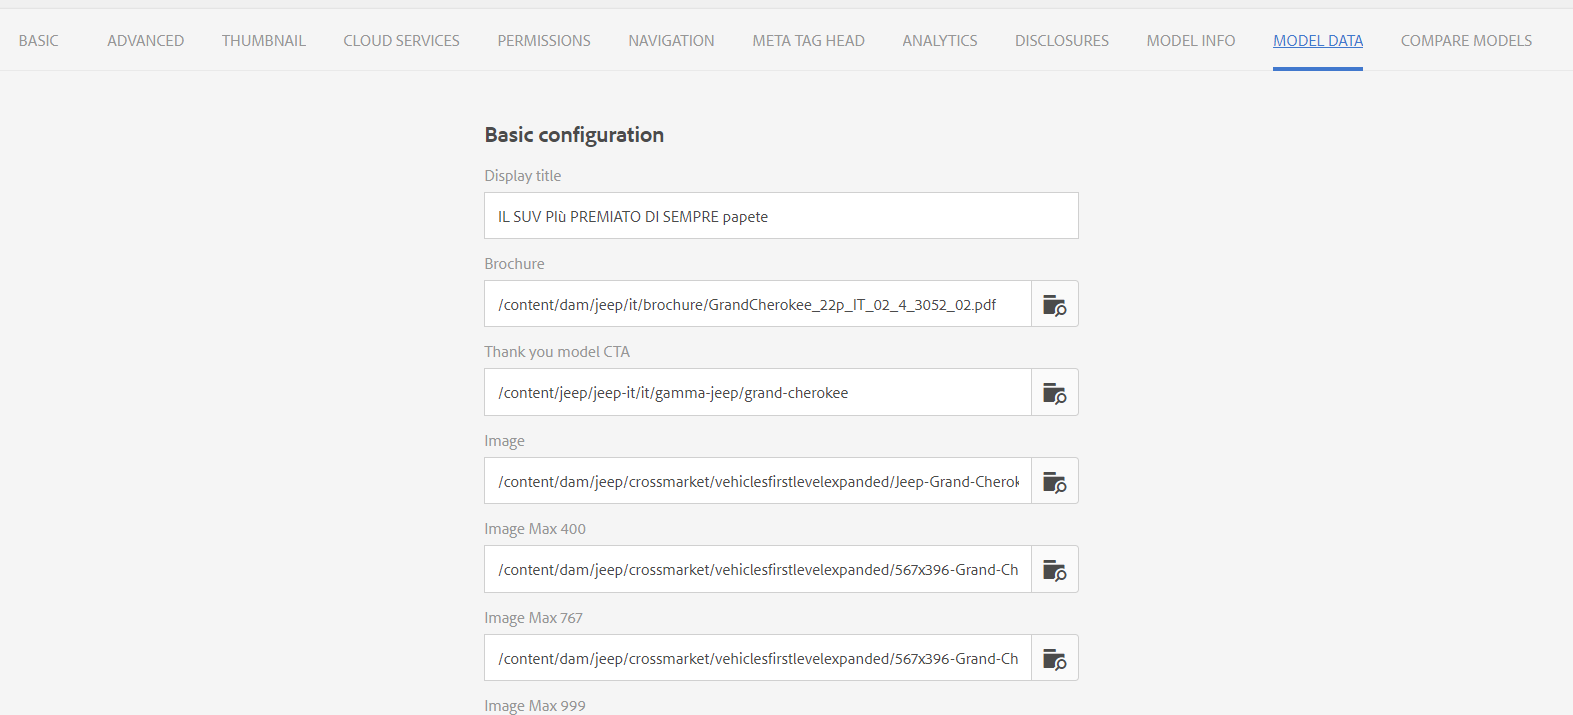 BASIC ADVANCED THUMBNAIL CLOUD SERVICES PERMISSIONS NAVIGATION META TAG HEAD ANALYTICS DISCLOSURES MODEL INFO MODEL DATA COMPARE MODELS
Basic configuration
Display title
IL SUV PIù PREMIATO DI SEMPRE papete
Brochure
/content/dam/jeep/it/brochure/GrandCherokee_22p_IT_02_4_3052_02.pdf
Thank you model CTA
/content/jeep/jeep-it/it/gamma-jeep/grand-cherokee
Image
/content/dam/jeep/crossmarket/vehiclesfirstlevelexpanded/Jeep-Grand-Cherok
Image Max 400
/content/dam/jeep/crossmarket/vehiclesfirstlevelexpanded/567x396-Grand-Ch
Image Max 767
/content/dam/jeep/crossmarket/vehiclesfirstlevelexpanded/567x396-Grand-Ch
Image Max 999